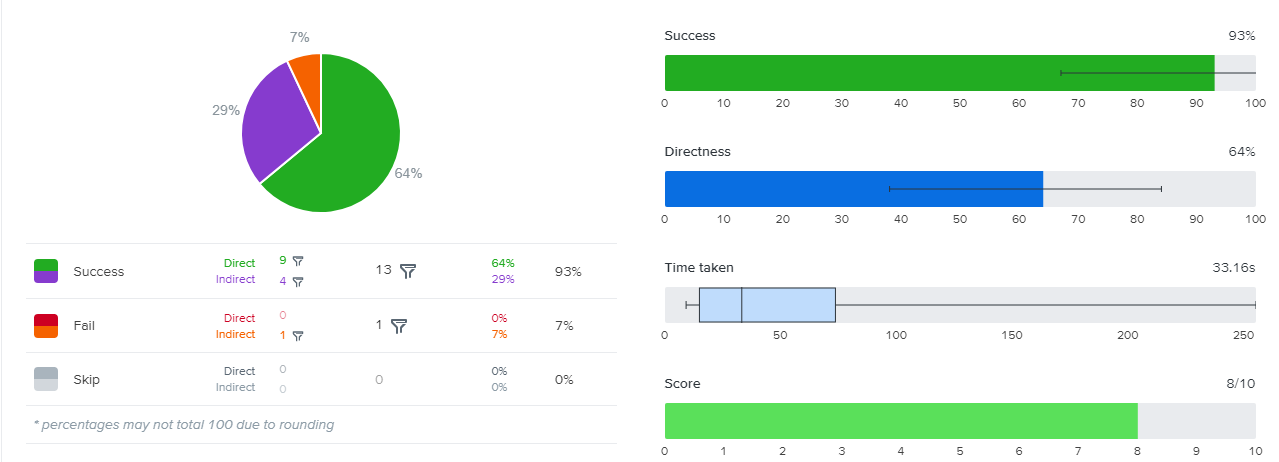 7%
29%
64%
Success Direct 9 13 64% 93%
Indirect 4 29%
Fail Direct 0 1 0% 7%
Indirect 1 7%
Skip Direct 0 0 0% 0%
Indirect 0 0%
* percentages may not total 100 due to rounding
Success 93%
0 10 20 30 40 50 60 70 80 90 100
Directness 64%
0 10 20 30 40 50 60 70 80 90 100
Time taken 33.16s
0 50 100 150 200 250
Score 8/10
0 1 2 3 4 5 6 7 8 9 10